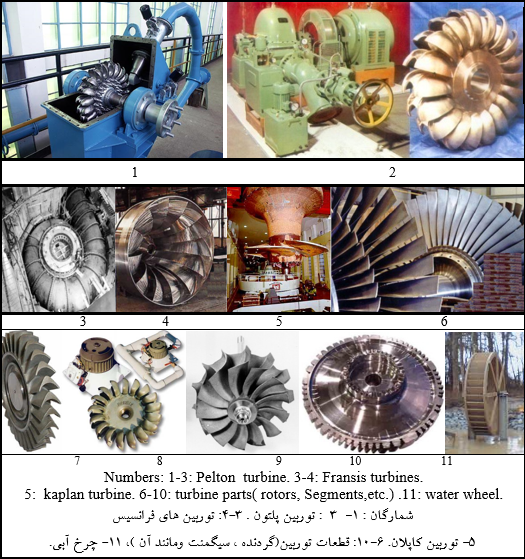 1 2
3 4 5 6
7 8 9 10 11
Numbers: 1-3: Pelton turbine. 3-4: Fransis turbines.
5: kaplan turbine. 6-10: turbine parts( rotors, Segments,etc.) .11: water wheel.
شمارگان : ۱- ۳ : توربین پلتون . ۳-۴: توربین های فرانسیس
۵- توربین کاپلان. ۶-۱۰: قطعات توربین(گردنده ، سیگمنت ومانند آن )، ۱۱- چرخ آبی.